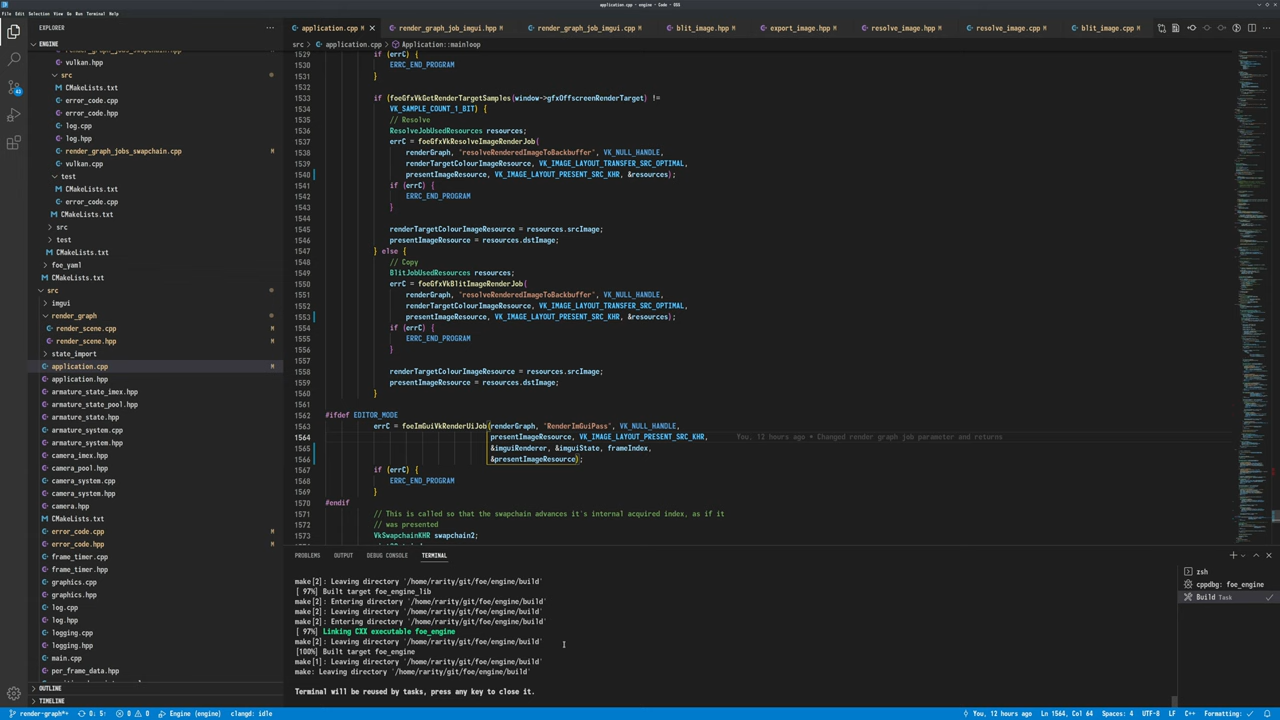 application.cpp - engine - Code - OSS
File Edit Selection View Go Run Terminal Help
EXPLORER
ENGINE
render_graph_jobs_swapchain.hpp
vulkan.hpp
src
CMakeLists.txt
error_code.cpp
error_code.hpp
log.cpp
log.hpp
render_graph_jobs_swapchain.cpp M
vulkan.cpp
test
CMakeLists.txt
error_code.cpp
CMakeLists.txt
src
test
CMakeLists.txt
foe_yaml
CMakeLists.txt
src
imgui
render_graph
render_scene.cpp M
render_scene.hpp M
state_import
application.cpp M
application.hpp
armature_state_imex.hpp
armature_state_pool.hpp
armature_state.hpp
armature_system.cpp
armature_system.hpp
camera_imex.hpp
camera_pool.hpp
camera_system.cpp
camera_system.hpp
camera.hpp
CMakeLists.txt
error_code.cpp M
error_code.hpp M
frame_timer.cpp
frame_timer.hpp
graphics.cpp
graphics.hpp
log.cpp
log.hpp
logging.cpp
logging.hpp
main.cpp
per_frame_data.hpp
OUTLINE
TIMELINE
application.cpp M
render_graph_job_imgui.hpp M
render_graph_job_imgui.cpp M
blit_image.hpp M
export_image.hpp M
resolve_image.hpp M
resolve_image.cpp M
blit_image.cpp M
src > application.cpp > Application::mainloop
1529 if (errC) {
1530 ERRC_END_PROGRAM
1531 }
1532
1533 if (foeGfxVkGetRenderTargetSamples(window->gfxOffscreenRenderTarget) !=
1534 VK_SAMPLE_COUNT_1_BIT) {
1535 // Resolve
1536 ResolveJobUsedResources resources;
1537 errC = foeGfxVkResolveImageRenderJob(
1538 renderGraph, "resolveRenderedImageToBackbuffer", VK_NULL_HANDLE,
1539 renderTargetColourImageResource, VK_IMAGE_LAYOUT_TRANSFER_SRC_OPTIMAL,
1540 presentImageResource, VK_IMAGE_LAYOUT_PRESENT_SRC_KHR, &resources);
1541 if (errC) {
1542 ERRC_END_PROGRAM
1543 }
1544
1545 renderTargetColourImageResource = resources.srcImage;
1546 presentImageResource = resources.dstImage;
1547 } else {
1548 // Copy
1549 BlitJobUsedResources resources;
1550 errC = foeGfxVkBlitImageRenderJob(
1551 renderGraph, "resolveRenderedImageToBackbuffer", VK_NULL_HANDLE,
1552 renderTargetColourImageResource, VK_IMAGE_LAYOUT_TRANSFER_SRC_OPTIMAL,
1553 presentImageResource, VK_IMAGE_LAYOUT_PRESENT_SRC_KHR, &resources);
1554 if (errC) {
1555 ERRC_END_PROGRAM
1556 }
1557
1558 renderTargetColourImageResource = resources.srcImage;
1559 presentImageResource = resources.dstImage;
1560 }
1561
1562 #ifdef EDITOR_MODE
1563 errC = foeImGuiVkRenderUiJob(renderGraph, "RenderImGuiPass", VK_NULL_HANDLE,
1564 presentImageResource, VK_IMAGE_LAYOUT_PRESENT_SRC_KHR, You, 12 hours ago • Changed render graph job parameter and returns
1565 &imguiRenderer, &imguiState, frameIndex,
1566 &presentImageResource);
1567 if (errC) {
1568 ERRC_END_PROGRAM
1569 }
1570 #endif
1571 // This is called so that the swapchain advances it's internal acquired index, as if it
1572 // was presented
1573 VkSwapchainKHR swapchain2;
PROBLEMS OUTPUT DEBUG CONSOLE TERMINAL
make[2]: Leaving directory '/home/rarity/git/foe/engine/build'
[ 97%] Built target foe_engine_lib
make[2]: Entering directory '/home/rarity/git/foe/engine/build'
make[2]: Leaving directory '/home/rarity/git/foe/engine/build'
make[2]: Entering directory '/home/rarity/git/foe/engine/build'
[ 97%] Linking CXX executable foe_engine
make[2]: Leaving directory '/home/rarity/git/foe/engine/build'
[100%] Built target foe_engine
make[1]: Leaving directory '/home/rarity/git/foe/engine/build'
make: Leaving directory '/home/rarity/git/foe/engine/build'
Terminal will be reused by tasks, press any key to close it.
zsh
cppdbg: foe_engine
Build Task
render-graph*+ 0↓ 5↑ 0 0 Engine (engine) clangd: idle You, 12 hours ago Ln 1564, Col 64 Spaces: 4 UTF-8 LF C++ Formatting: ✓